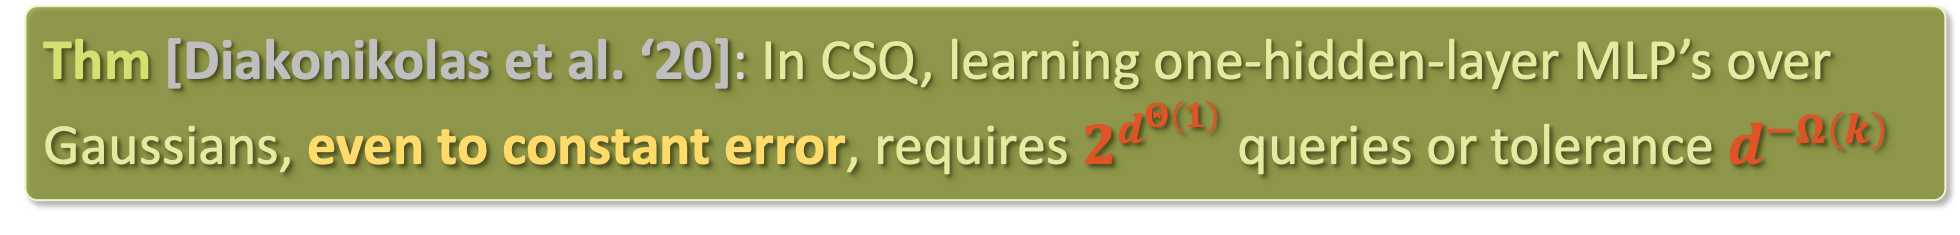 Thm [Diakonikolas et al. ‘20]: In CSQ, learning one-hidden-layer MLP’s over
Gaussians, even to constant error, requires 2^{d^{Θ(1)}} queries or tolerance d^{−Ω(k)}